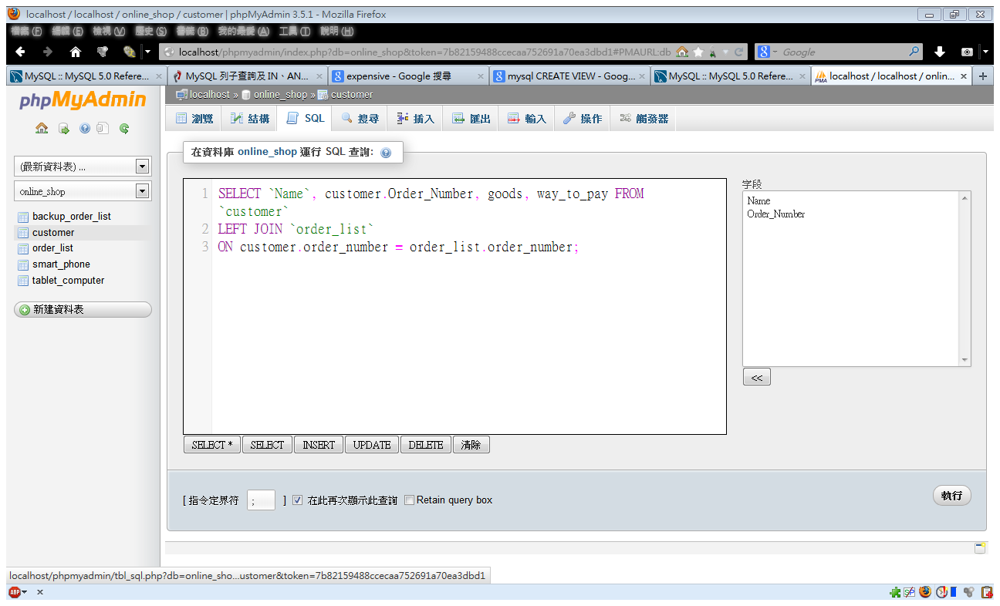 localhost / localhost / online_shop / customer | phpMyAdmin 3.5.1 - Mozilla Firefox
檔案 (F) 編輯 (E) 檢視 (V) 歷史 (S) 書籤 (B) 我的最愛 (A) 工具 (T) 說明 (H)
localhost/phpmyadmin/index.php?db=online_shop&token=7b82159488ccecaa752691a70ea3dbd1#PMAURL:db Google
MySQL :: MySQL 5.0 Refere... MySQL 列子查詢及 IN、AN... expensive - Google 搜尋 mysql CREATE VIEW - Goog... MySQL :: MySQL 5.0 Refere... localhost / localhost / onlin...
phpMyAdmin
localhost » online_shop » customer
瀏覽 結構 SQL 搜尋 插入 匯出 輸入 操作 觸發器
(最新資料表) ...
online_shop
backup_order_list
customer
order_list
smart_phone
tablet_computer
新建資料表
在資料庫 online_shop 運行 SQL 查詢:
1 SELECT `Name`, customer.Order_Number, goods, way_to_pay FROM
`customer`
2 LEFT JOIN `order_list`
3 ON customer.order_number = order_list.order_number;
字段
Name
Order_Number
<<
SELECT * SELECT INSERT UPDATE DELETE 清除
[ 指令定界符 ; ] 在此再次顯示此查詢 Retain query box
執行
localhost/phpmyadmin/tbl_sql.php?db=online_sho...ustomer&token=7b82159488ccecaa752691a70ea3dbd1
ABP